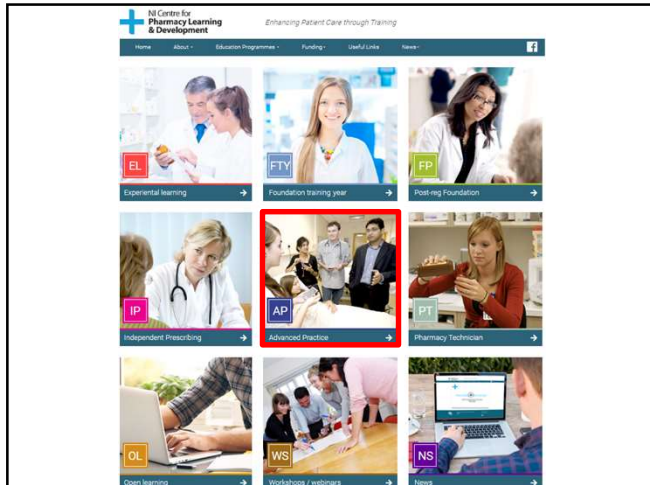 NI Centre for
Pharmacy Learning
& Development
Enhancing Patient Care through Training
Home About Education Programmes Funding Useful Links News f
EL
FTY
FP
Experiental learning
Foundation training year
Post-reg Foundation
IP
AP
PT
Independent Prescribing
Advanced Practice
Pharmacy Technician
OL
WS
NS
Open learning
Workshops / webinars
News